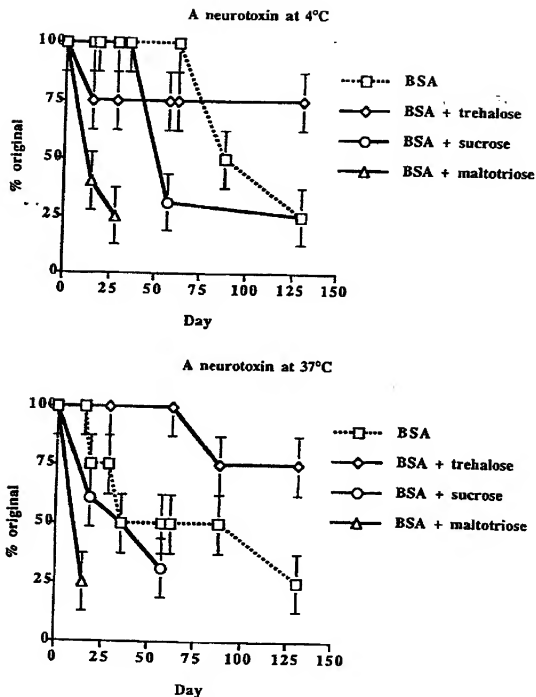 A neurotoxin at 4°C
100
75
50
25
0
% original
0 25 50 75 100 125 150
Day
BSA
BSA + trehalose
BSA + sucrose
BSA + maltotriose
A neurotoxin at 37°C
100
75
50
25
0
% original
0 25 50 75 100 125 150
Day
BSA
BSA + trehalose
BSA + sucrose
BSA + maltotriose